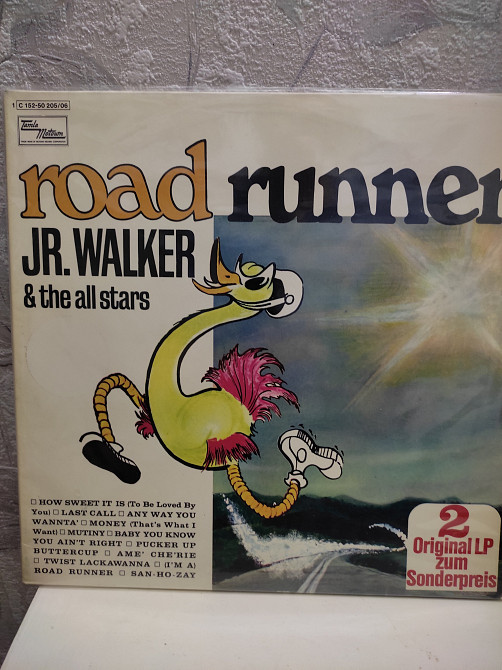 1 C 152-50 205/06
Tamla
Motown
road runner
JR. WALKER
& the all stars
□ HOW SWEET IT IS (To Be Loved By
You) □ LAST CALL □ ANY WAY YOU
WANNTA' □ MONEY (That's What I
Want) □ MUTINY □ BABY YOU KNOW
YOU AIN'T RIGHT □ PUCKER UP
BUTTERCUP □ AME' CHE'RIE
□ TWIST LACKAWANNA □ (I'M A)
ROAD RUNNER □ SAN-HO-ZAY
2
Original LP
zum
Sonderpreis